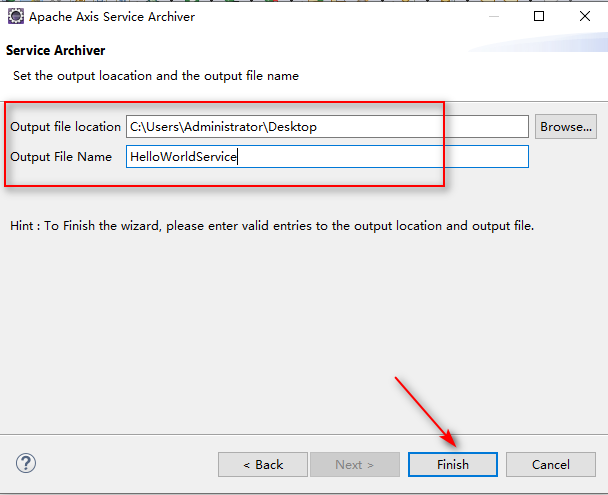 Apache Axis Service Archiver
Service Archiver
Set the output loacation and the output file name
Output file location C:\Users\Administrator\Desktop Browse...
Output File Name HelloWorldService
Hint : To Finish the wizard, please enter valid entries to the output location and output file.
? < Back Next > Finish Cancel